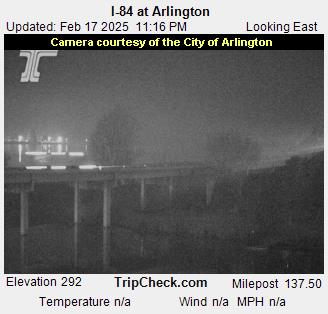 I-84 at Arlington
Updated: Feb 17 2025 11:16 PM Looking East
Camera courtesy of the City of Arlington
Elevation 292 TripCheck.com Milepost 137.50
Temperature n/a Wind n/a MPH n/a